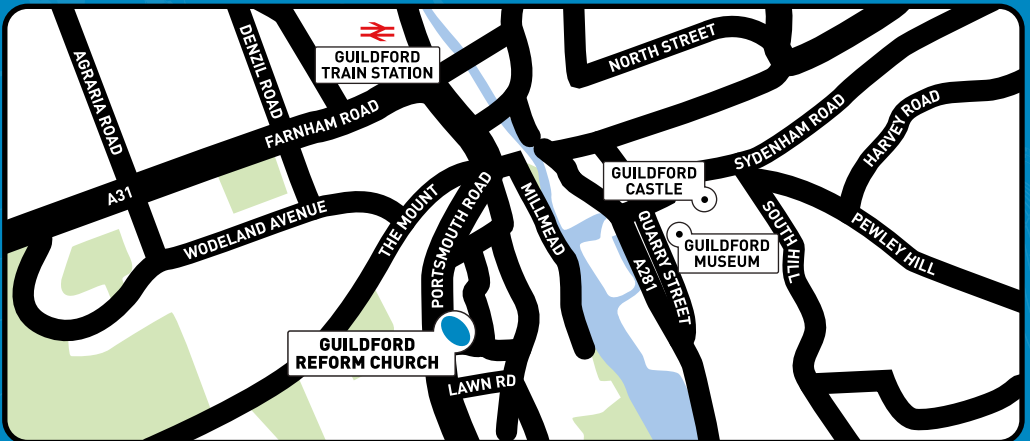 AGRARIA ROAD
DENZIL ROAD
GUILDFORD
TRAIN STATION
NORTH STREET
FARNHAM ROAD
A31
WODELAND AVENUE
THE MOUNT
PORTSMOUTH ROAD
MILLMEAD
GUILDFORD
CASTLE
SYDENHAM ROAD
HARVEY ROAD
QUARRY STREET
A281
GUILDFORD
MUSEUM
SOUTH HILL
PEWLEY HILL
GUILDFORD
REFORM CHURCH
LAWN RD